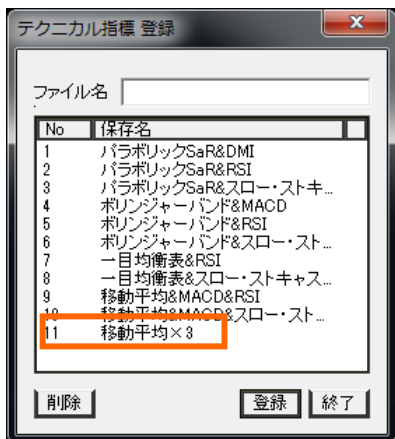 テクニカル指標 登録
ファイル名
No 保存名
1 パラボリックSaR&DMI
2 パラボリックSaR&RSI
3 パラボリックSaR&スロー・ストキ...
4 ボリンジャーバンド&MACD
5 ボリンジャーバンド&RSI
6 ボリンジャーバンド&スロー・スト...
7 一目均衡表&RSI
8 一目均衡表&スロー・ストキャス...
9 移動平均&MACD&RSI
10 移動平均&MACD&スロー・スト...
11 移動平均×3
削除 登録 終了